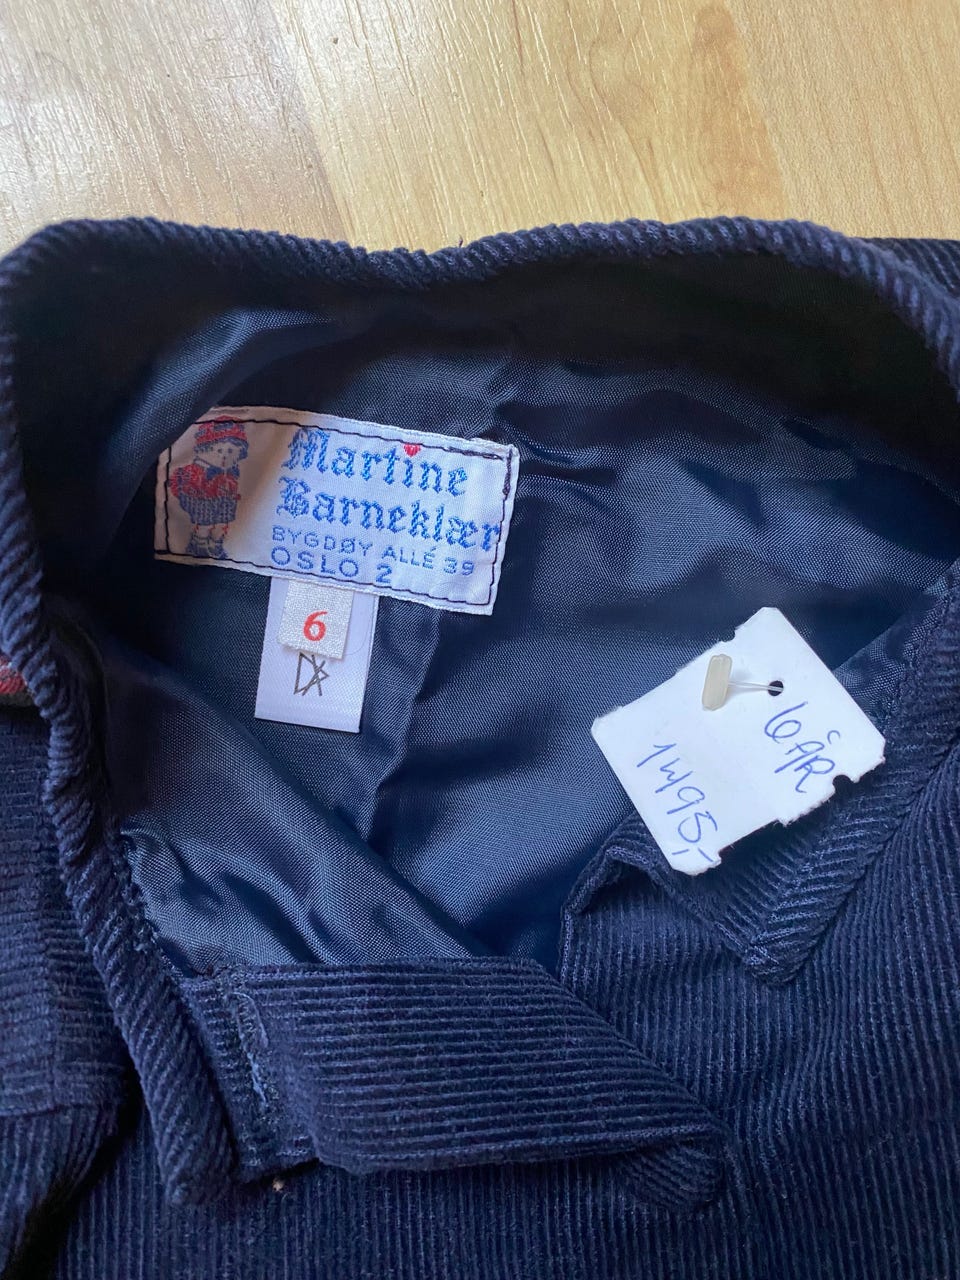 Martine
Barneklær
BYGDØY ALLÉ 39
OSLO 2
6
6 ÅR
1495,-